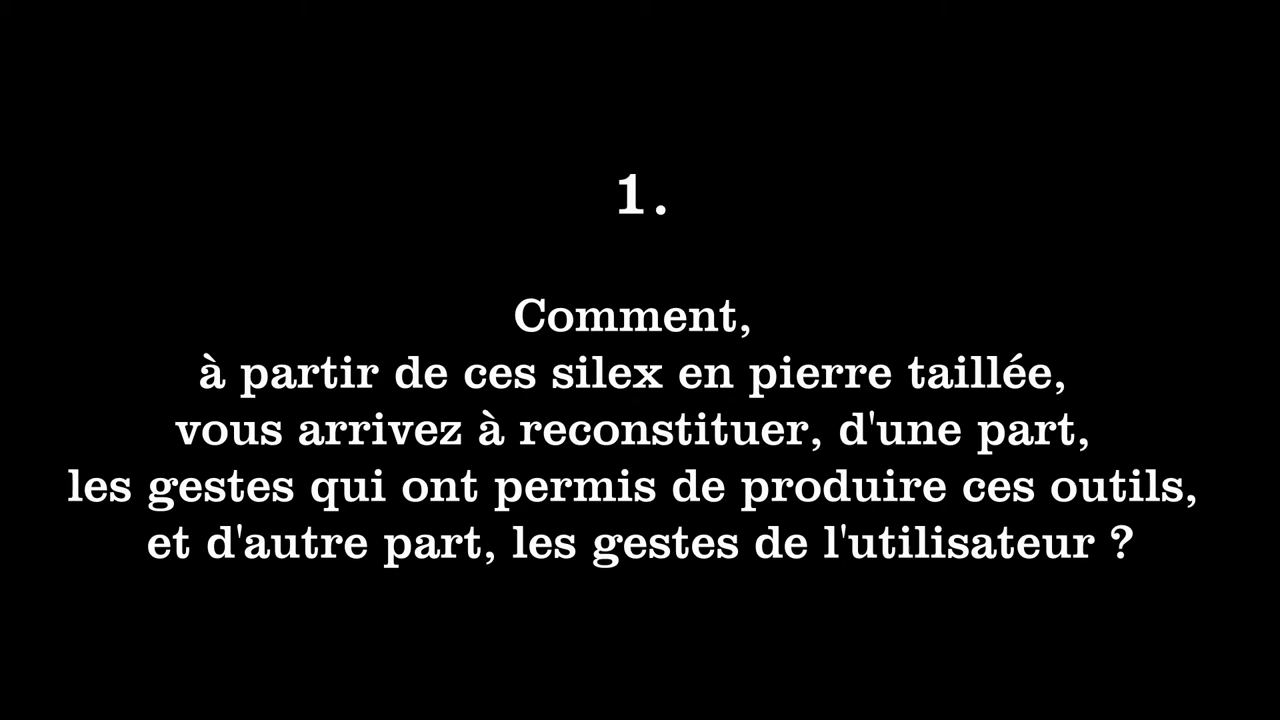 1.
Comment,
à partir de ces silex en pierre taillée,
vous arrivez à reconstituer, d'une part,
les gestes qui ont permis de produire ces outils,
et d'autre part, les gestes de l'utilisateur ?